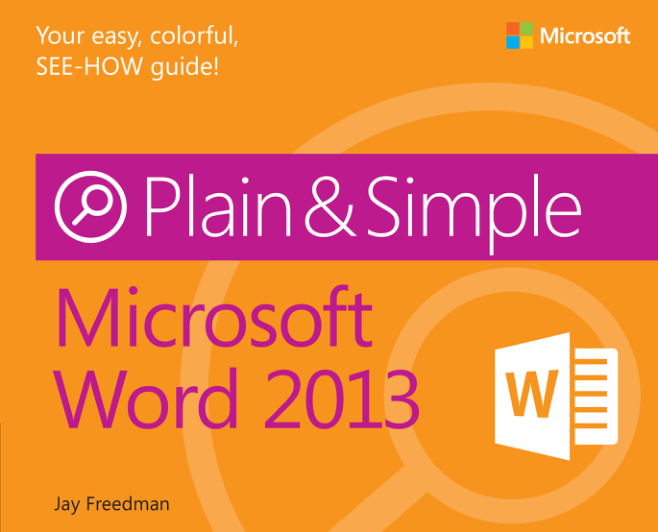 Your easy, colorful,
SEE-HOW guide!
Microsoft
Plain & Simple
Microsoft
Word 2013
W
Jay Freedman